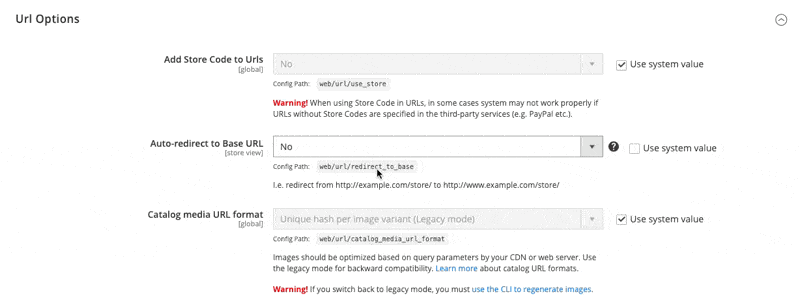 Url Options
Add Store Code to Urls
[global]
No
Use system value
Config Path: web/url/use_store
Warning! When using Store Code in URLs, in some cases system may not work properly if
URLs without Store Codes are specified in the third-party services (e.g. PayPal etc.).
Auto-redirect to Base URL
[store view]
No
?
Use system value
Config Path: web/url/redirect_to_base
I.e. redirect from http://example.com/store/ to http://www.example.com/store/
Catalog media URL format
[global]
Unique hash per image variant (Legacy mode)
Use system value
Config Path: web/url/catalog_media_url_format
Images should be optimized based on query parameters by your CDN or web server. Use
the legacy mode for backward compatibility. Learn more about catalog URL formats.
Warning! If you switch back to legacy mode, you must use the CLI to regenerate images.